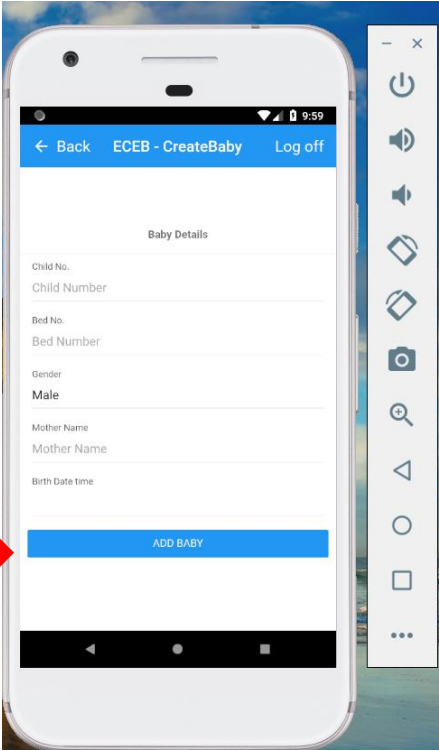 9:59
← Back ECEB - CreateBaby Log off
Baby Details
Child No.
Child Number
Bed No.
Bed Number
Gender
Male
Mother Name
Mother Name
Birth Date time
ADD BABY